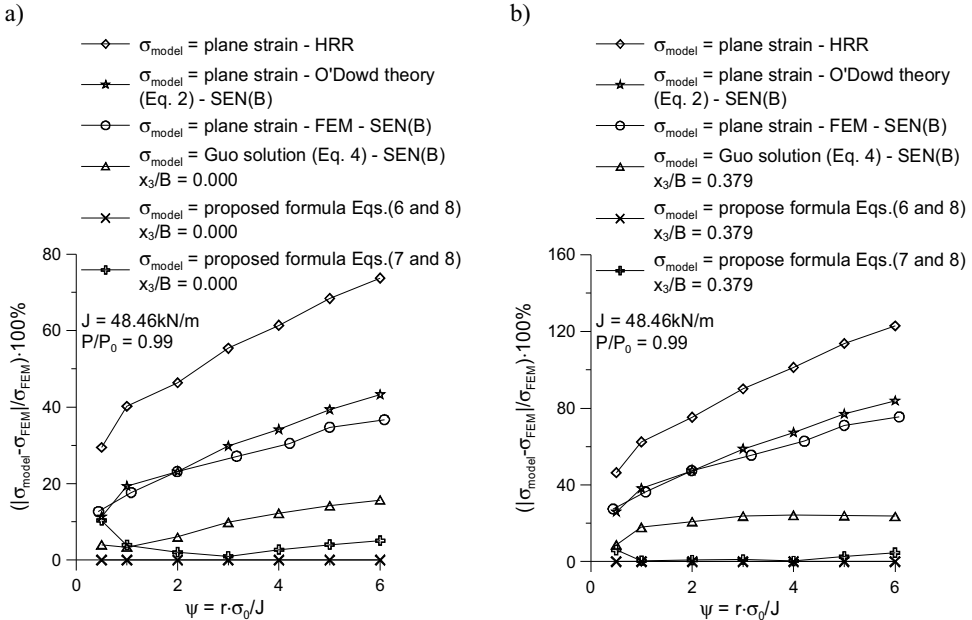 a)
σmodel = plane strain - HRR
σmodel = plane strain - O'Dowd theory
(Eq. 2) - SEN(B)
σmodel = plane strain - FEM - SEN(B)
σmodel = Guo solution (Eq. 4) - SEN(B)
x3/B = 0.000
σmodel = proposed formula Eqs.(6 and 8)
x3/B = 0.000
σmodel = proposed formula Eqs.(7 and 8)
x3/B = 0.000
J = 48.46kN/m
P/P0 = 0.99
(|σmodel-σFEM|/σFEM)·100%
80
60
40
20
0
0 2 4 6
ψ = r·σ0/J
b)
σmodel = plane strain - HRR
σmodel = plane strain - O'Dowd theory
(Eq. 2) - SEN(B)
σmodel = plane strain - FEM - SEN(B)
σmodel = Guo solution (Eq. 4) - SEN(B)
x3/B = 0.379
σmodel = propose formula Eqs.(6 and 8)
x3/B = 0.379
σmodel = propose formula Eqs.(7 and 8)
x3/B = 0.379
J = 48.46kN/m
P/P0 = 0.99
(|σmodel-σFEM|/σFEM)·100%
160
120
80
40
0
0 2 4 6
ψ = r·σ0/J